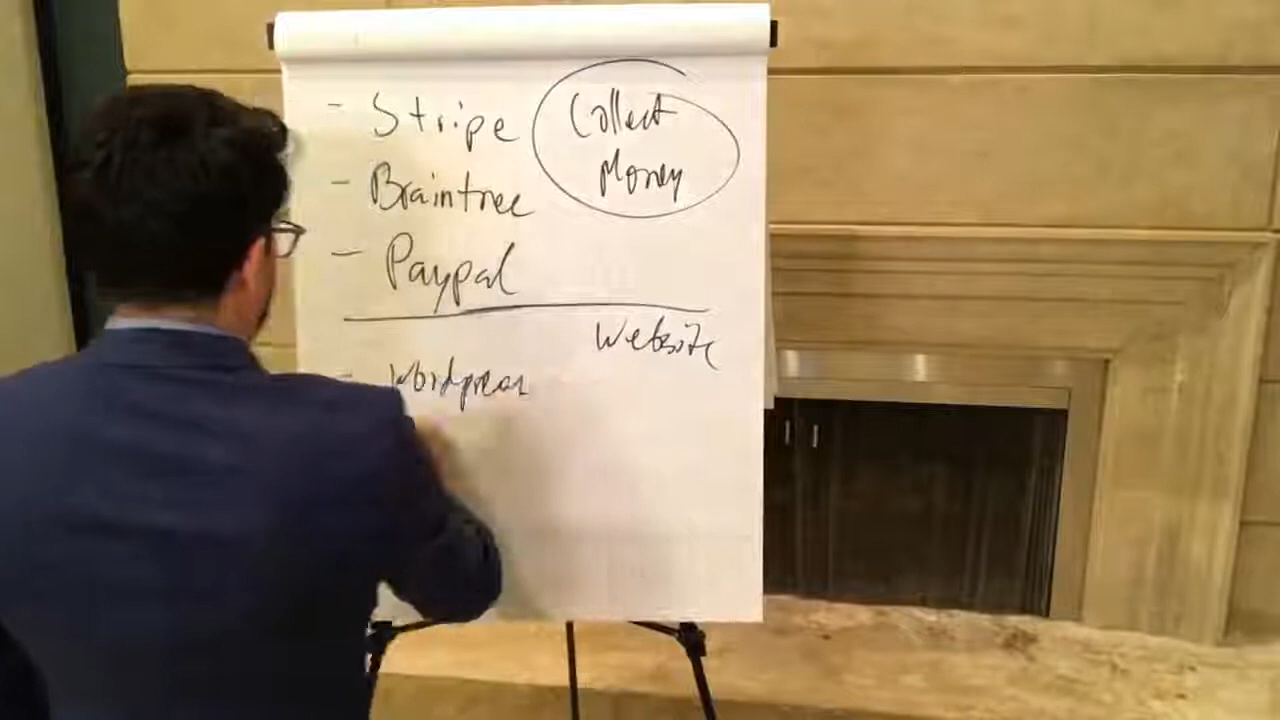 - Stripe
Collect
Money
- Braintree
- Paypal
Website
- Wordpress